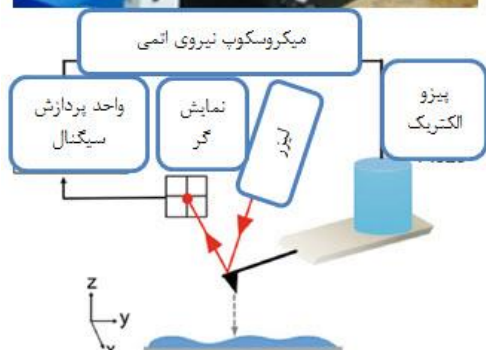 میکروسکوپ نیروی اتمی
پیزو
الکتریک
لیزر
نمایش
گر
واحد پردازش
سیگنال
z
y
x